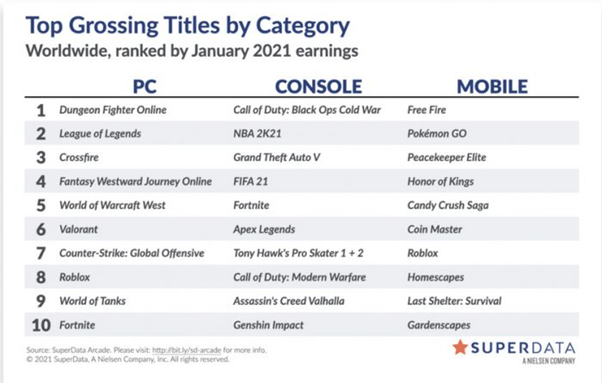 Top Grossing Titles by Category
Worldwide, ranked by January 2021 earnings
PC CONSOLE MOBILE
1 Dungeon Fighter Online Call of Duty: Black Ops Cold War Free Fire
2 League of Legends NBA 2K21 Pokémon GO
3 Crossfire Grand Theft Auto V Peacekeeper Elite
4 Fantasy Westward Journey Online FIFA 21 Honor of Kings
5 World of Warcraft West Fortnite Candy Crush Saga
6 Valorant Apex Legends Coin Master
7 Counter-Strike: Global Offensive Tony Hawk's Pro Skater 1 + 2 Roblox
8 Roblox Call of Duty: Modern Warfare Homescapes
9 World of Tanks Assassin's Creed Valhalla Last Shelter: Survival
10 Fortnite Genshin Impact Gardenscapes
Source: SuperData Arcade. Please visit: http://bit.ly/sd-arcade for more info.
© 2021 SuperData, A Nielsen Company, inc. All rights reserved.
SUPERDATA
A NIELSEN COMPANY